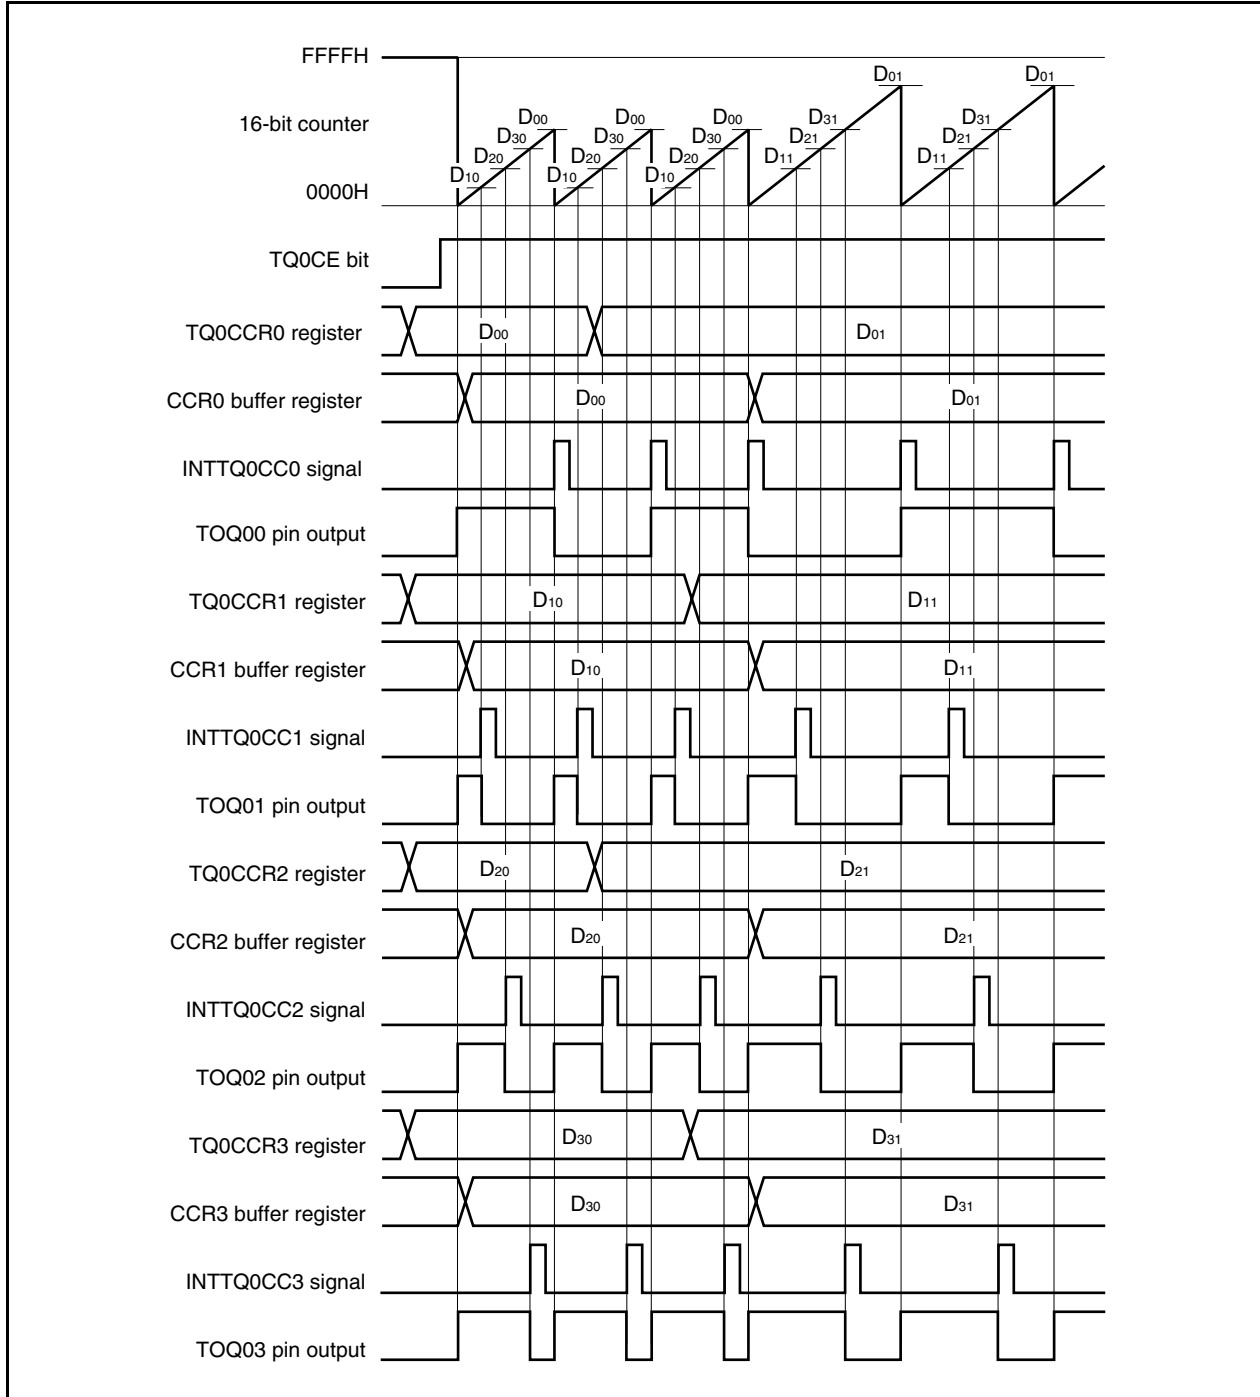 FFFFH
D01 D01
16-bit counter
D00 D00 D00 D31 D31
D30 D30 D30 D21 D21
D20 D20 D20 D11 D11
D10 D10 D10
0000H
TQ0CE bit
TQ0CCR0 register D00 D01
CCR0 buffer register D00 D01
INTTQ0CC0 signal
TOQ00 pin output
TQ0CCR1 register D10 D11
CCR1 buffer register D10 D11
INTTQ0CC1 signal
TOQ01 pin output
TQ0CCR2 register D20 D21
CCR2 buffer register D20 D21
INTTQ0CC2 signal
TOQ02 pin output
TQ0CCR3 register D30 D31
CCR3 buffer register D30 D31
INTTQ0CC3 signal
TOQ03 pin output